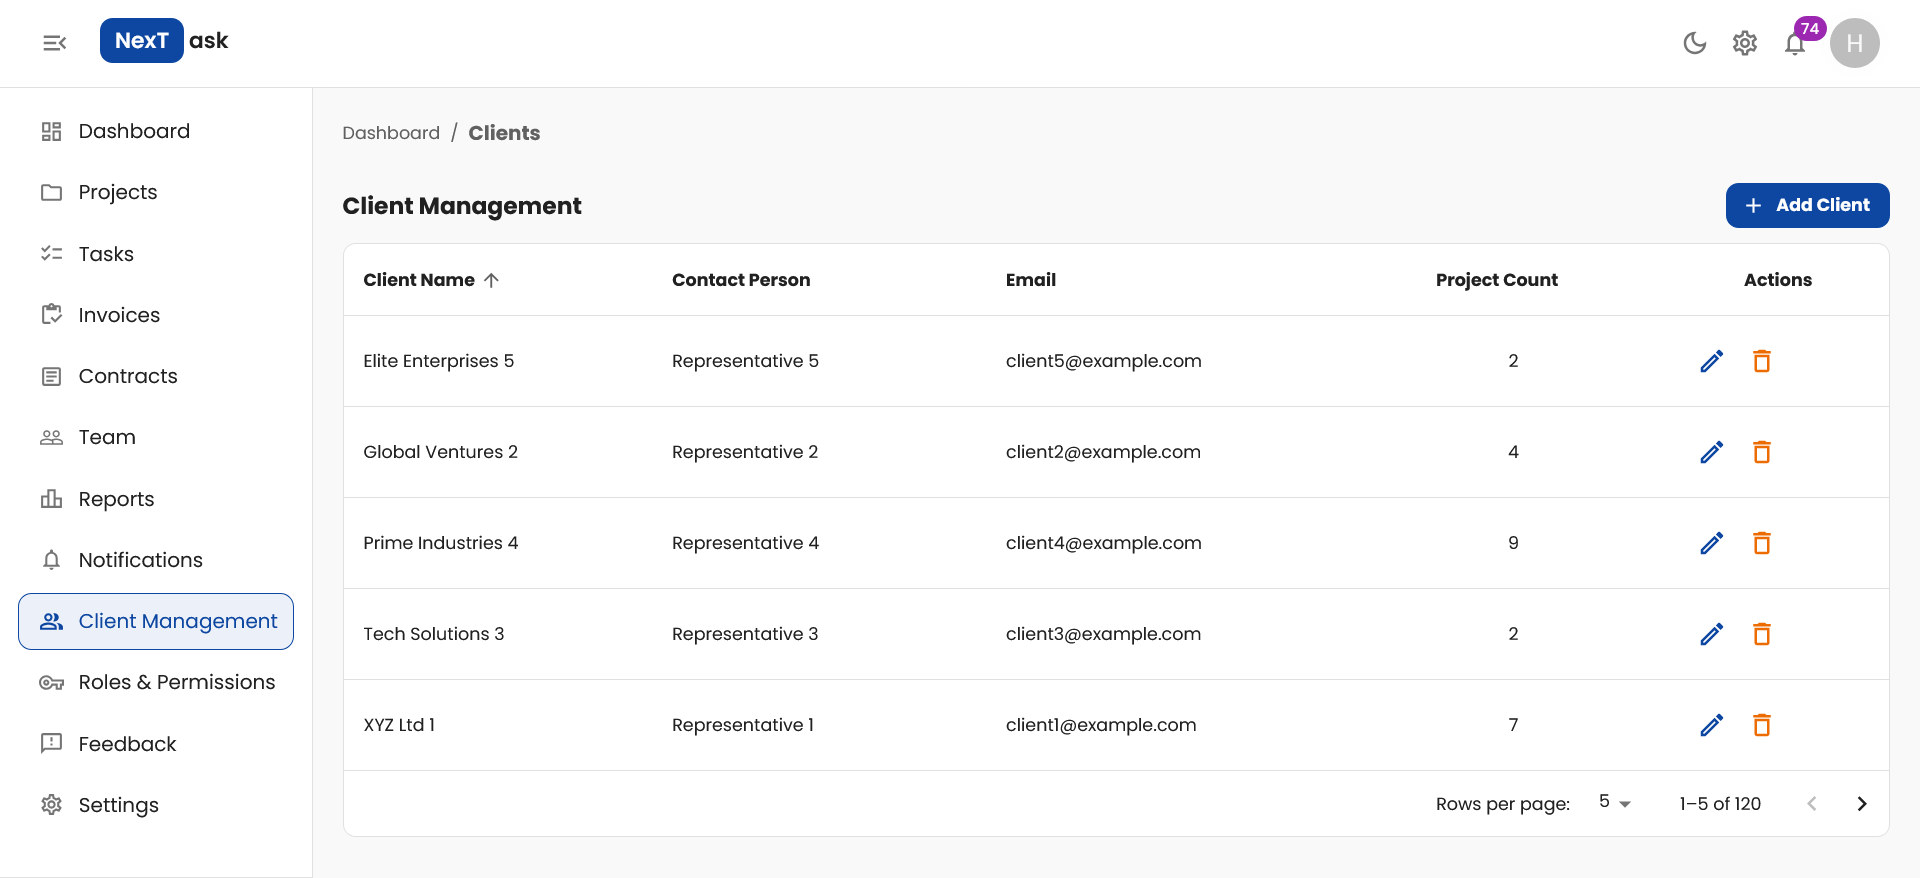 NexT ask
74
H
Dashboard
Projects
Tasks
Invoices
Contracts
Team
Reports
Notifications
Client Management
Roles & Permissions
Feedback
Settings
Dashboard / Clients
Client Management
Add Client
Client Name Contact Person Email Project Count Actions
Elite Enterprises 5 Representative 5 client5@example.com 2
Global Ventures 2 Representative 2 client2@example.com 4
Prime Industries 4 Representative 4 client4@example.com 9
Tech Solutions 3 Representative 3 client3@example.com 2
XYZ Ltd 1 Representative 1 client1@example.com 7
Rows per page: 5 1–5 of 120